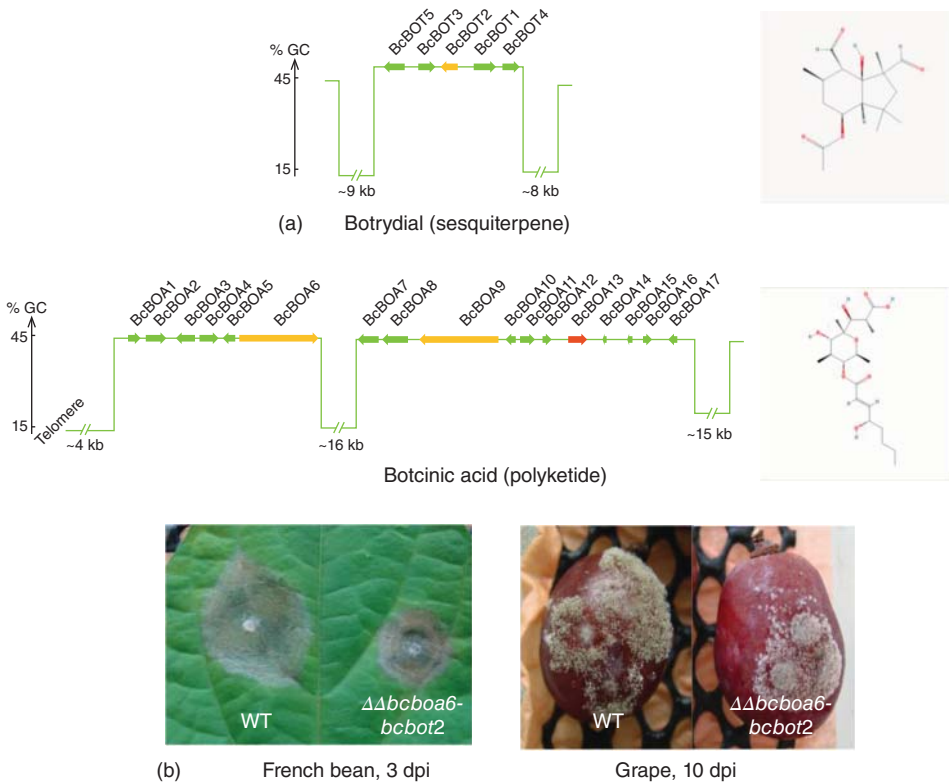 % GC
45
15
BcBOT5 BcBOT3 BcBOT2 BcBOT1 BcBOT4
~9 kb ~8 kb
(a) Botrydial (sesquiterpene)
% GC
45
15
Telomere
BcBOA1 BcBOA2 BcBOA3 BcBOA4 BcBOA5 BcBOA6 BcBOA7 BcBOA8 BcBOA9 BcBOA10 BcBOA11 BcBOA12 BcBOA13 BcBOA14 BcBOA15 BcBOA16 BcBOA17
~4 kb ~16 kb ~15 kb
Botcinic acid (polyketide)
WT
ΔΔbcboa6-
bcbot2
WT
ΔΔbcboa6-
bcbot2
(b) French bean, 3 dpi Grape, 10 dpi